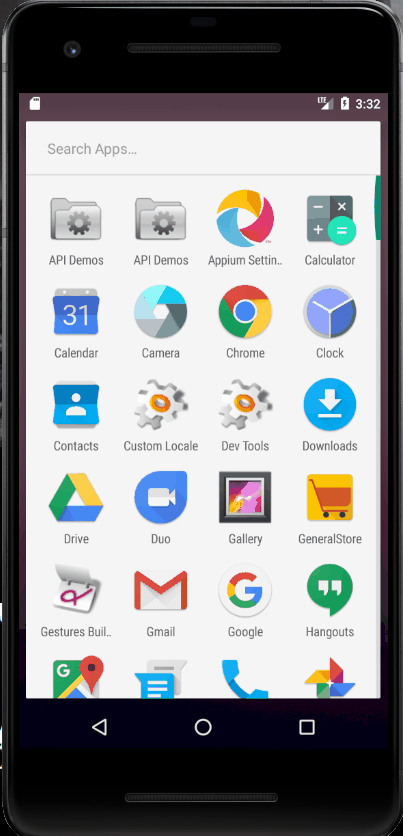 LTE 3:32
Search Apps...
API Demos API Demos Appium Settin.. Calculator
31
Calendar Camera Chrome Clock
Contacts Custom Locale Dev Tools Downloads
Drive Duo Gallery GeneralStore
Gestures Buil.. Gmail Google Hangouts